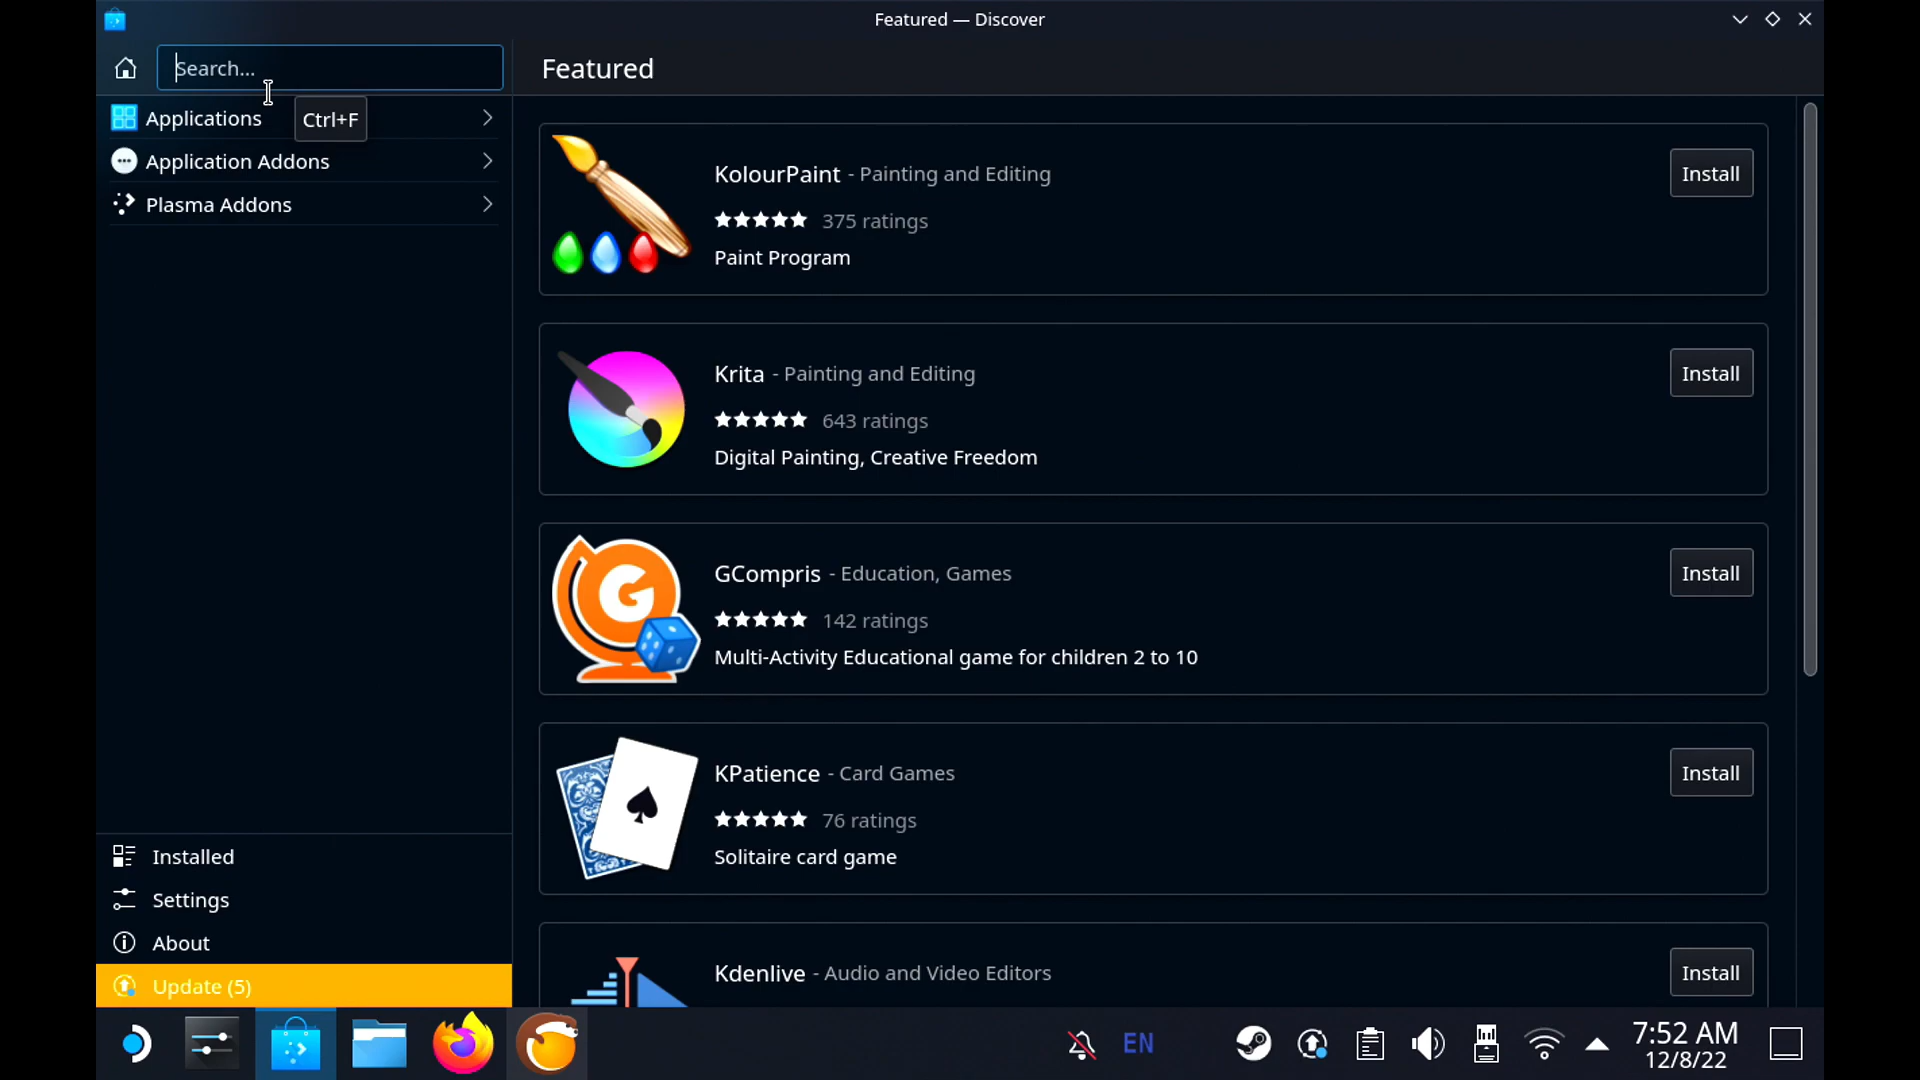 Featured — Discover
Search...
Featured
Applications
Ctrl+F
Application Addons
Plasma Addons
KolourPaint - Painting and Editing
Install
375 ratings
Paint Program
Krita - Painting and Editing
Install
643 ratings
Digital Painting, Creative Freedom
GCompris - Education, Games
Install
142 ratings
Multi-Activity Educational game for children 2 to 10
KPatience - Card Games
Install
76 ratings
Solitaire card game
Kdenlive - Audio and Video Editors
Install
Installed
Settings
About
Update (5)
EN
7:52 AM
12/8/22